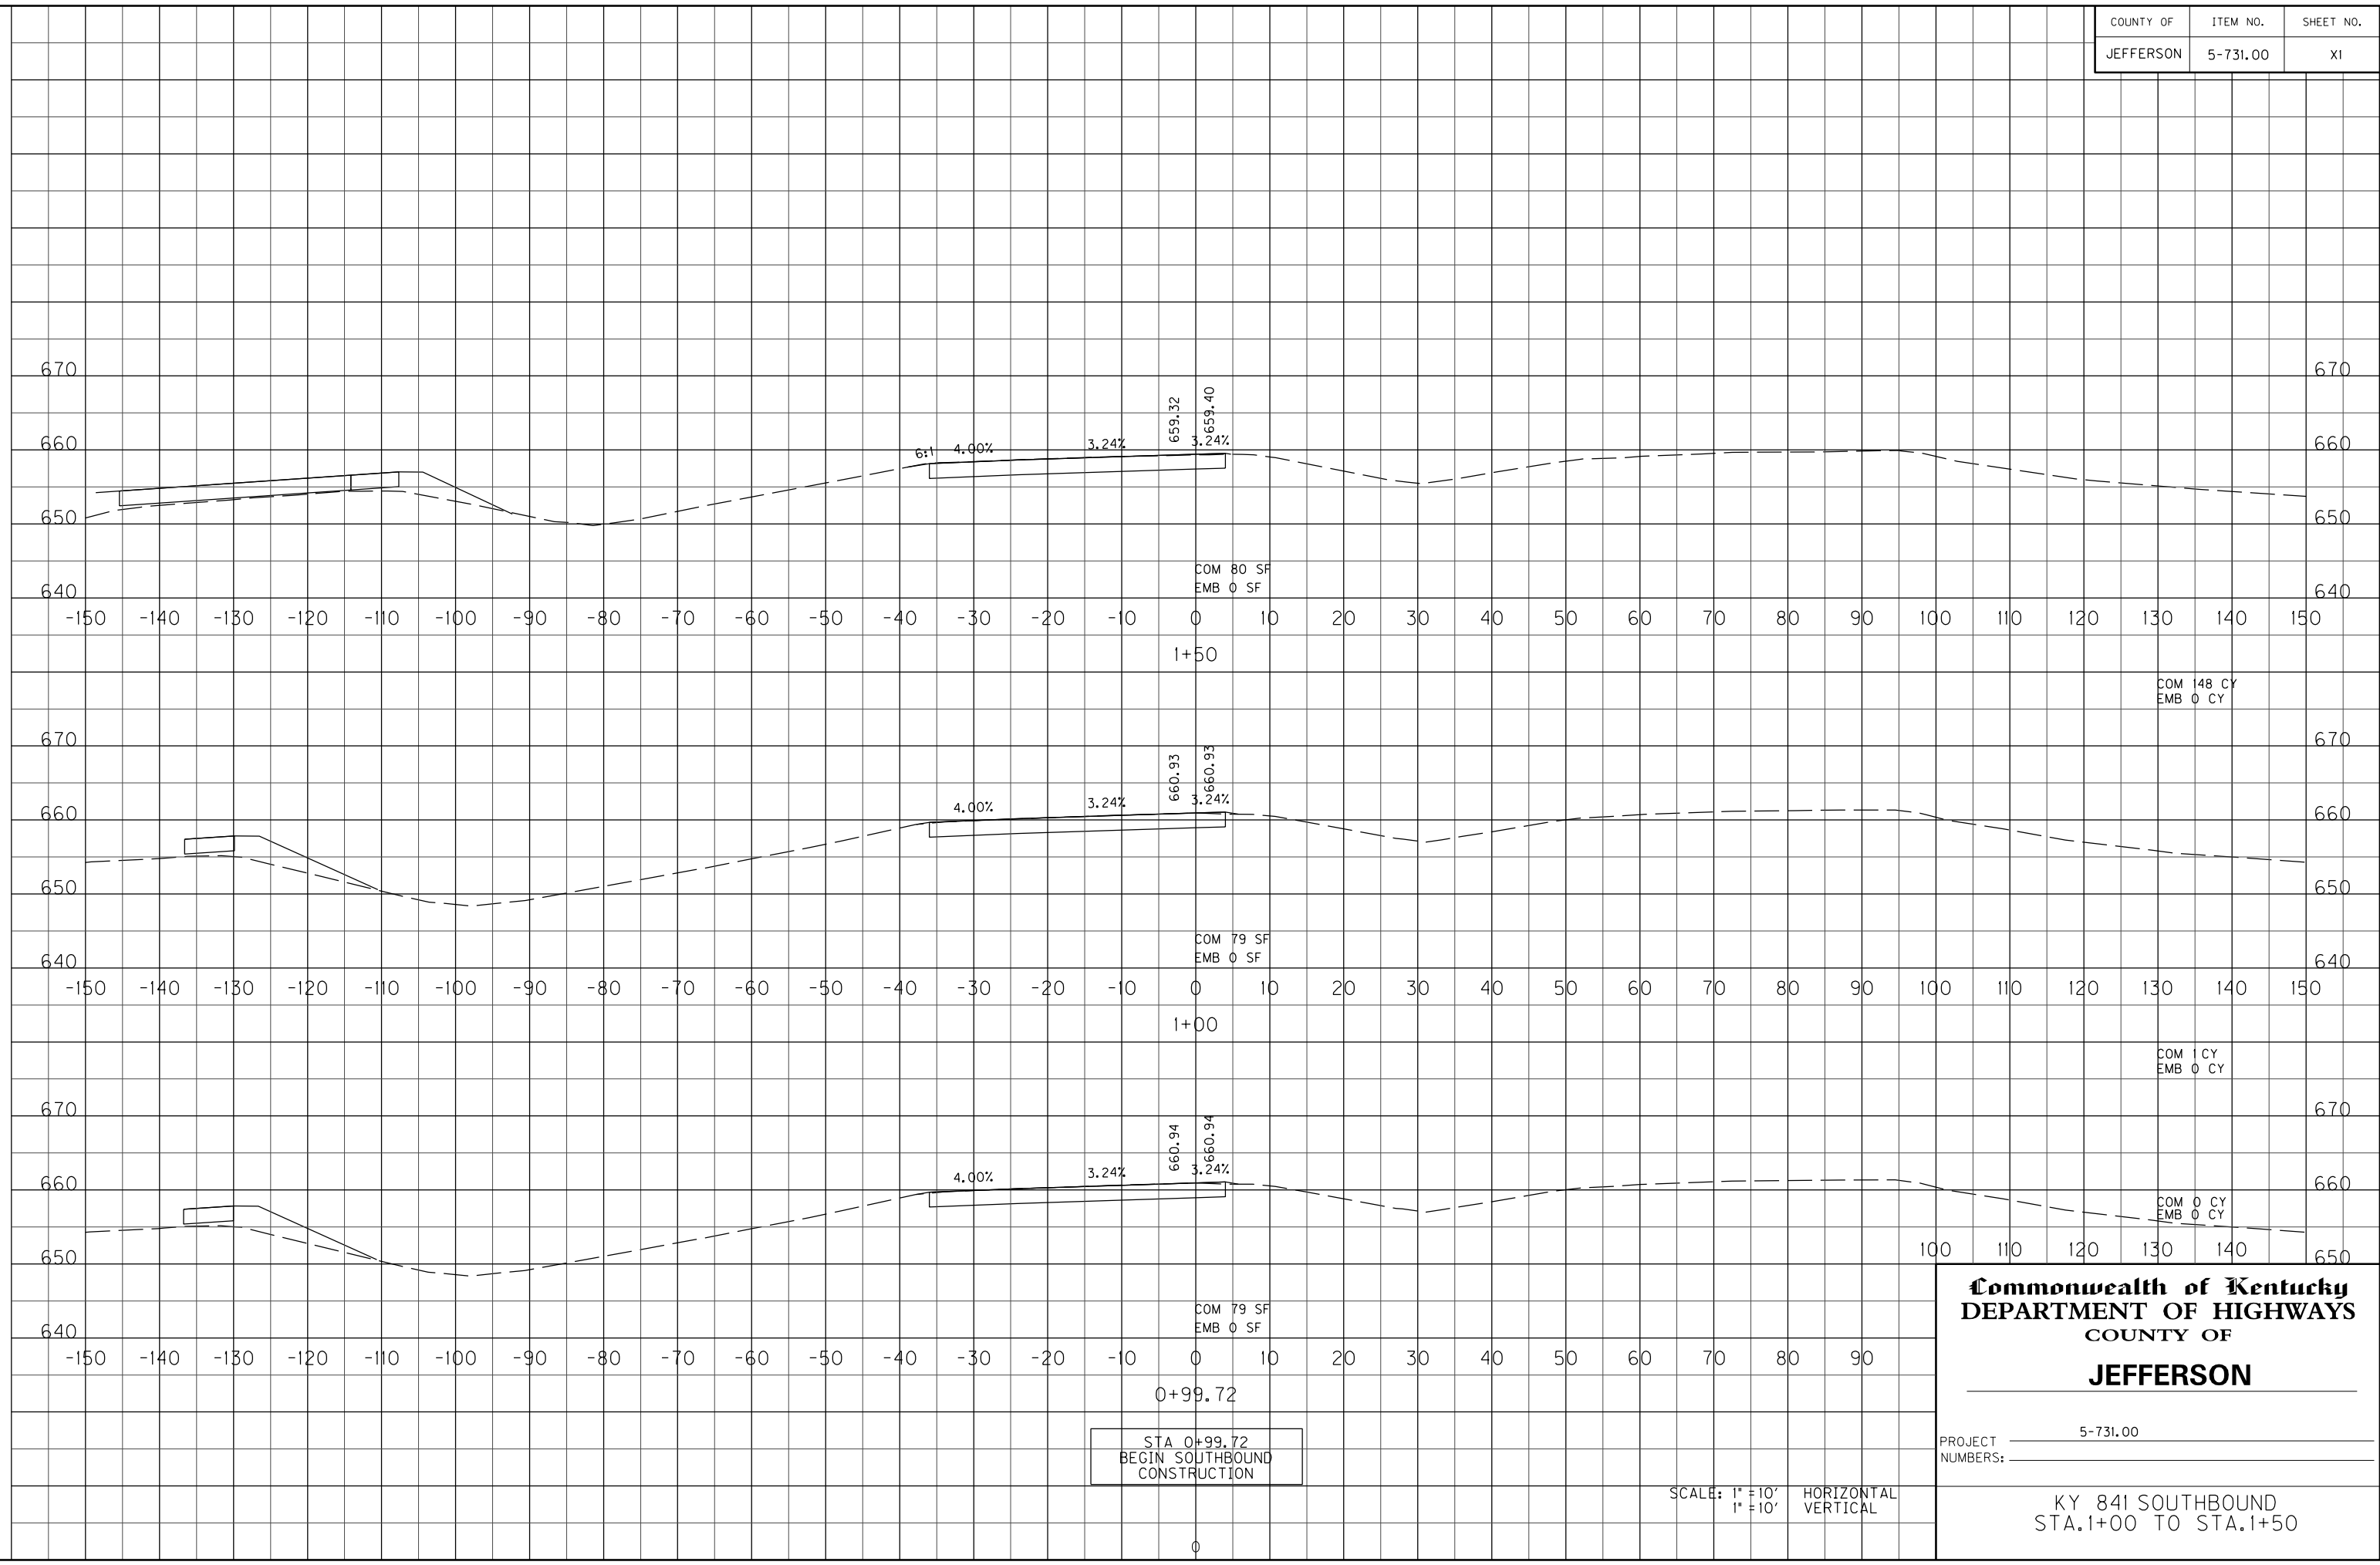 COUNTY OF ITEM NO. SHEET NO.
JEFFERSON 5-731.00 X1
670 670
659.32 659.40
660 6:1 4.00% 3.24% 3.24% 660
650 650
COM 80 SF
EMB 0 SF
640 640
-150 -140 -130 -120 -110 -100 -90 -80 -70 -60 -50 -40 -30 -20 -10 0 10 20 30 40 50 60 70 80 90 100 110 120 130 140 150
1+50
COM 148 CY
EMB 0 CY
670 670
660.93 660.93
660 4.00% 3.24% 3.24% 660
650 650
COM 79 SF
EMB 0 SF
640 640
-150 -140 -130 -120 -110 -100 -90 -80 -70 -60 -50 -40 -30 -20 -10 0 10 20 30 40 50 60 70 80 90 100 110 120 130 140 150
1+00
COM 1 CY
EMB 0 CY
670 670
660.94 660.94
660 4.00% 3.24% 3.24% 660
COM 0 CY
EMB 0 CY
650 100 110 120 130 140 650
COM 79 SF
EMB 0 SF
640
-150 -140 -130 -120 -110 -100 -90 -80 -70 -60 -50 -40 -30 -20 -10 0 10 20 30 40 50 60 70 80 90
0+99.72
STA 0+99.72
BEGIN SOUTHBOUND
CONSTRUCTION
0
SCALE: 1" =10' HORIZONTAL
1" =10' VERTICAL
Commonwealth of Kentucky
DEPARTMENT OF HIGHWAYS
COUNTY OF
JEFFERSON
5-731.00
PROJECT
NUMBERS:
KY 841 SOUTHBOUND
STA.1+00 TO STA.1+50